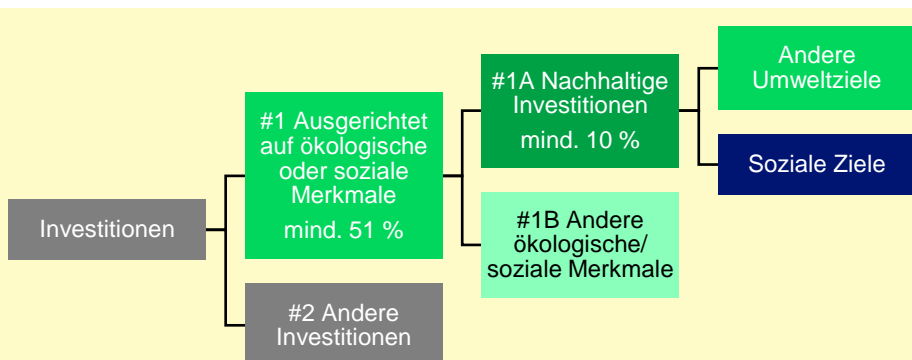 Investitionen
#1 Ausgerichtet
auf ökologische
oder soziale
Merkmale
mind. 51 %
#2 Andere
Investitionen
#1A Nachhaltige
Investitionen
mind. 10 %
#1B Andere
ökologische/
soziale Merkmale
Andere
Umweltziele
Soziale Ziele